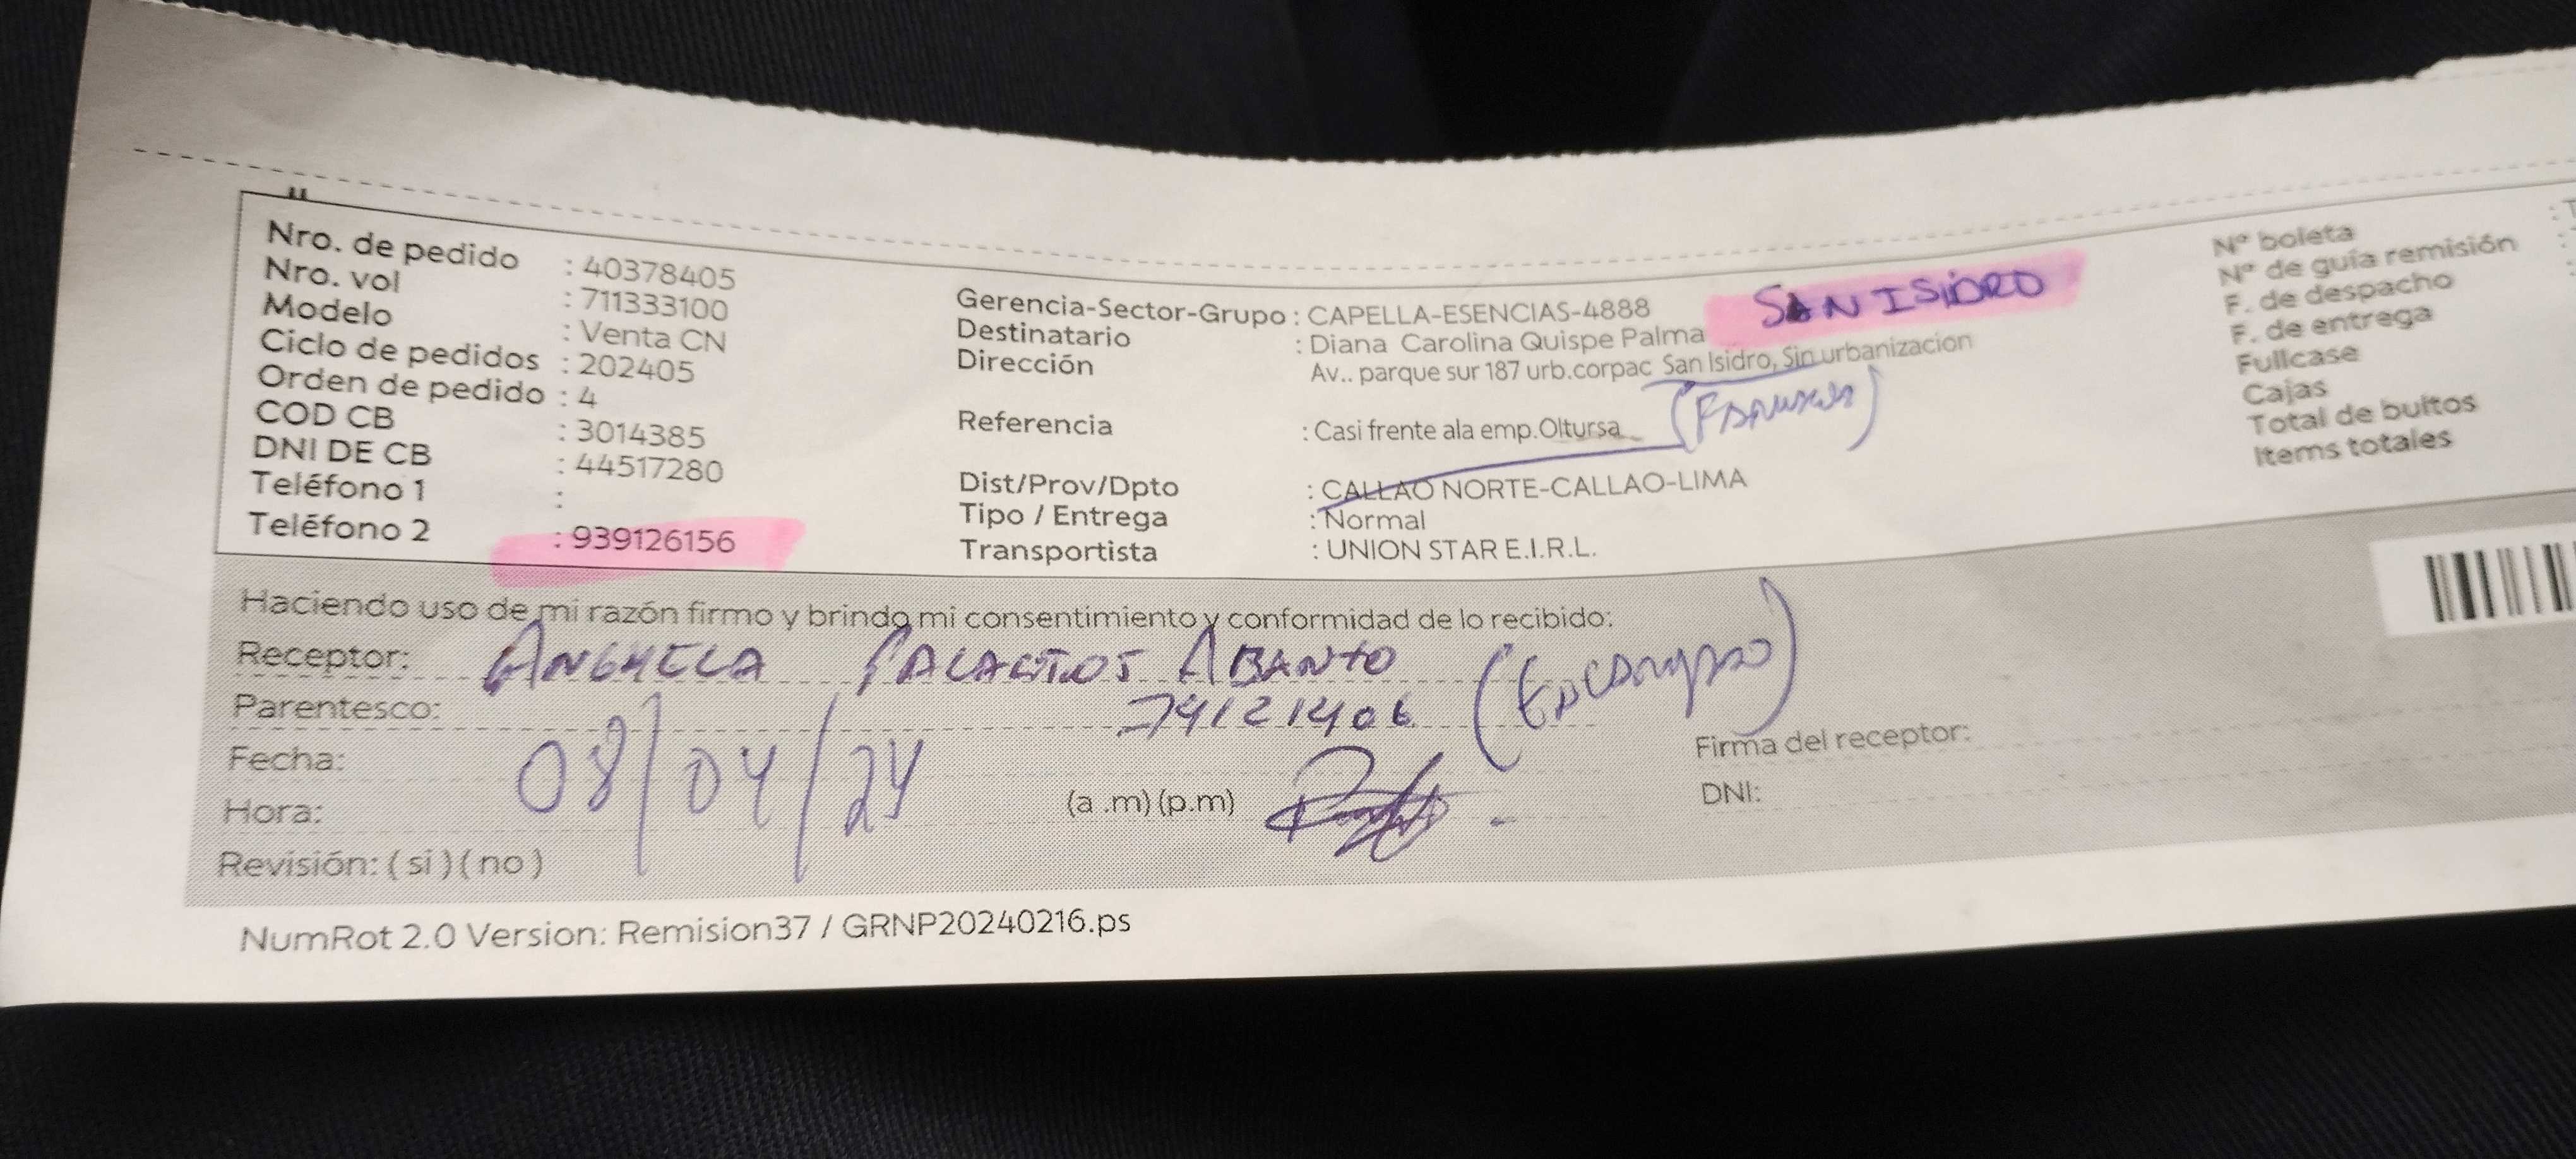 Nro. de pedido : 40378405
Nro. vol : 711333100
Modelo : Venta CN
Ciclo de pedidos : 202405
Orden de pedido : 4
COD CB : 3014385
DNI DE CB : 44517280
Teléfono 1 :
Teléfono 2 : 939126156
Gerencia-Sector-Grupo : CAPELLA-ESENCIAS-4888
SAN ISIDRO
Destinatario : Diana Carolina Quispe Palma
Dirección Av.. parque sur 187 urb.corpac San Isidro, Sin urbanizacion
Referencia : Casi frente ala emp.Oltursa
Dist/Prov/Dpto : CALLAO NORTE-CALLAO-LIMA
Tipo / Entrega : Normal
Transportista : UNION STAR E.I.R.L.
N° boleta
N° de guía remisión
F. de despacho
F. de entrega
Fullcase
Cajas
Total de bultos
Items totales
Haciendo uso de mi razón firmo y brindo mi consentimiento y conformidad de lo recibido:
Receptor: ANGHELA PALACIOS ABANTO
Parentesco: 74121406
Fecha: 08/04/24
Hora: (a .m) (p.m)
Revisión: ( si ) ( no )
Firma del receptor:
DNI:
NumRot 2.0 Version: Remision37 / GRNP20240216.ps